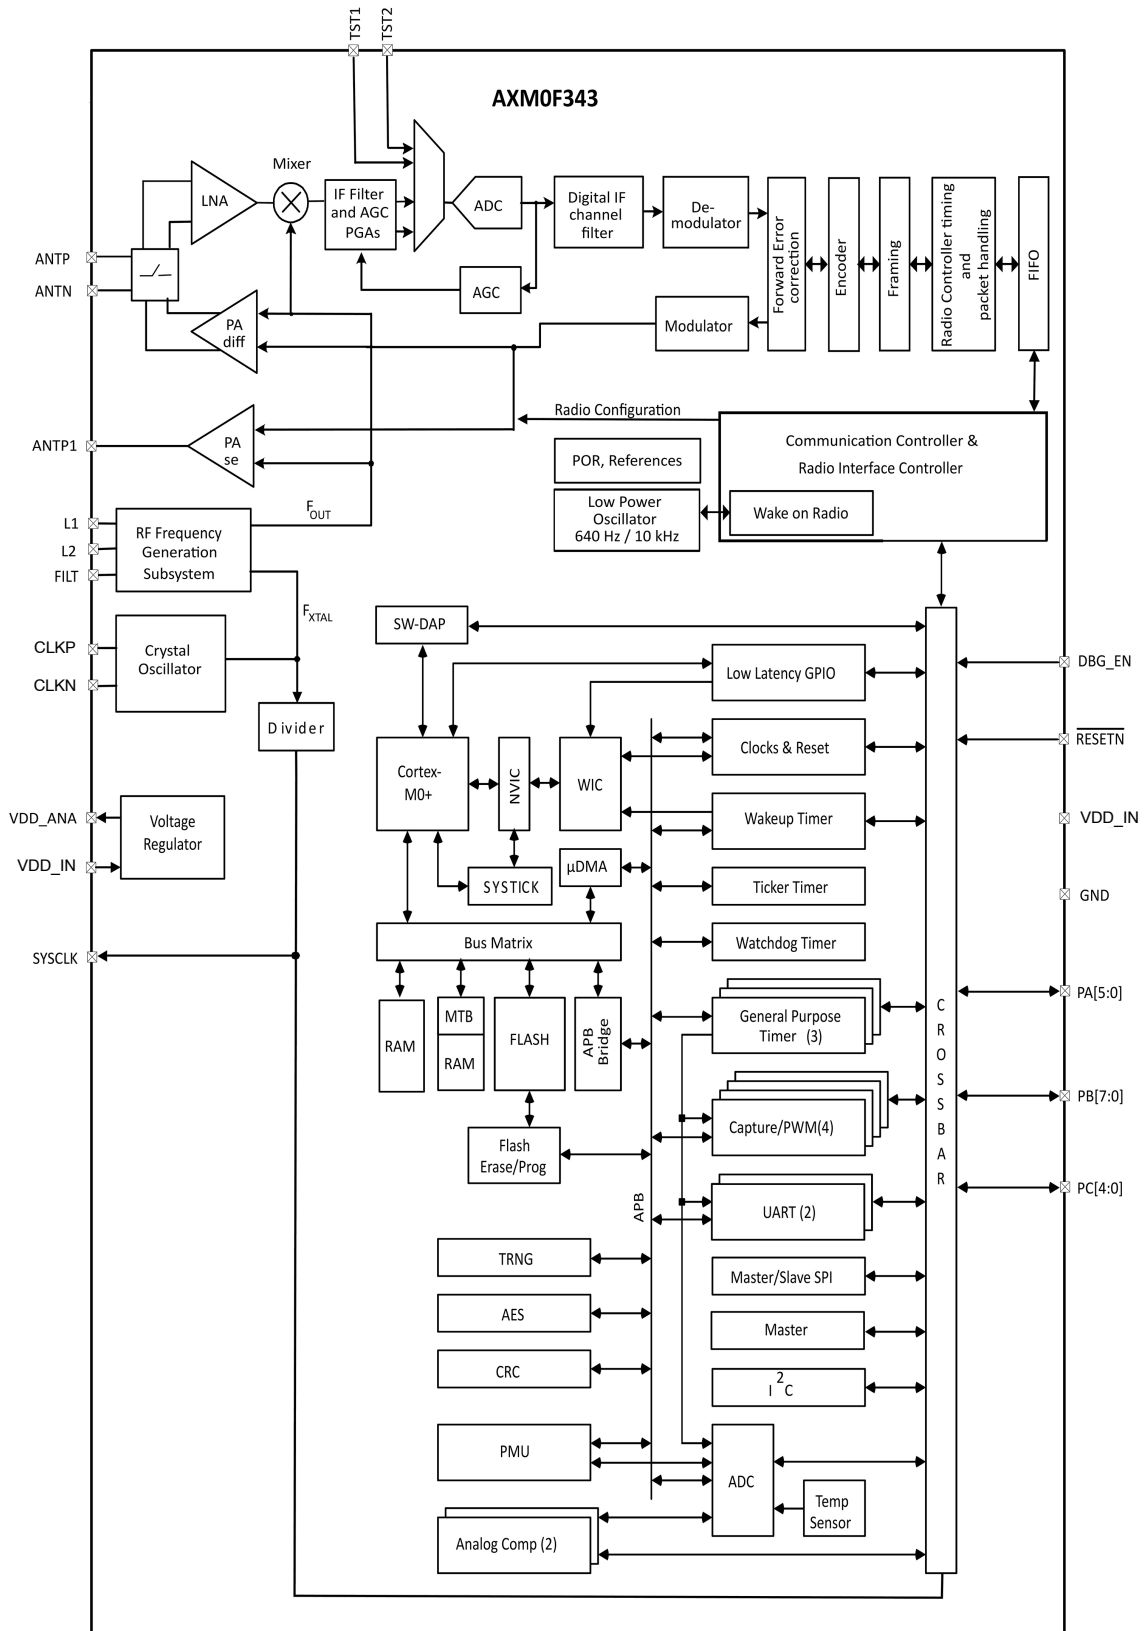 TST1
TST2
AXM0F343
Mixer
LNA
IF Filter
and AGC
PGAs
ADC
Digital IF
channel
filter
De-
modulator
Forward Error
correction
Encoder
Framing
Radio Controller timing
and
packet handling
FIFO
ANTP
ANTN
AGC
PA
diff
Modulator
Radio Configuration
Communication Controller &
Radio Interface Controller
ANTP1
PA
se
POR, References
Low Power
Oscillator
640 Hz / 10 kHz
Wake on Radio
FOUT
L1
L2
FILT
RF Frequency
Generation
Subsystem
FXTAL
CLKP
CLKN
Crystal
Oscillator
Divider
SW-DAP
Low Latency GPIO
DBG_EN
Cortex-
M0+
NVIC
WIC
Clocks & Reset
RESETN
VDD_ANA
VDD_IN
Voltage
Regulator
Wakeup Timer
VDD_IN
µDMA
SYSTICK
Ticker Timer
GND
Bus Matrix
Watchdog Timer
SYSCLK
RAM
MTB
RAM
FLASH
APB
Bridge
General Purpose
Timer (3)
CROSSBAR
PA[5:0]
PB[7:0]
PC[4:0]
Flash
Erase/Prog
Capture/PWM(4)
APB
UART (2)
TRNG
Master/Slave SPI
AES
Master
CRC
I2C
PMU
ADC
Temp
Sensor
Analog Comp (2)